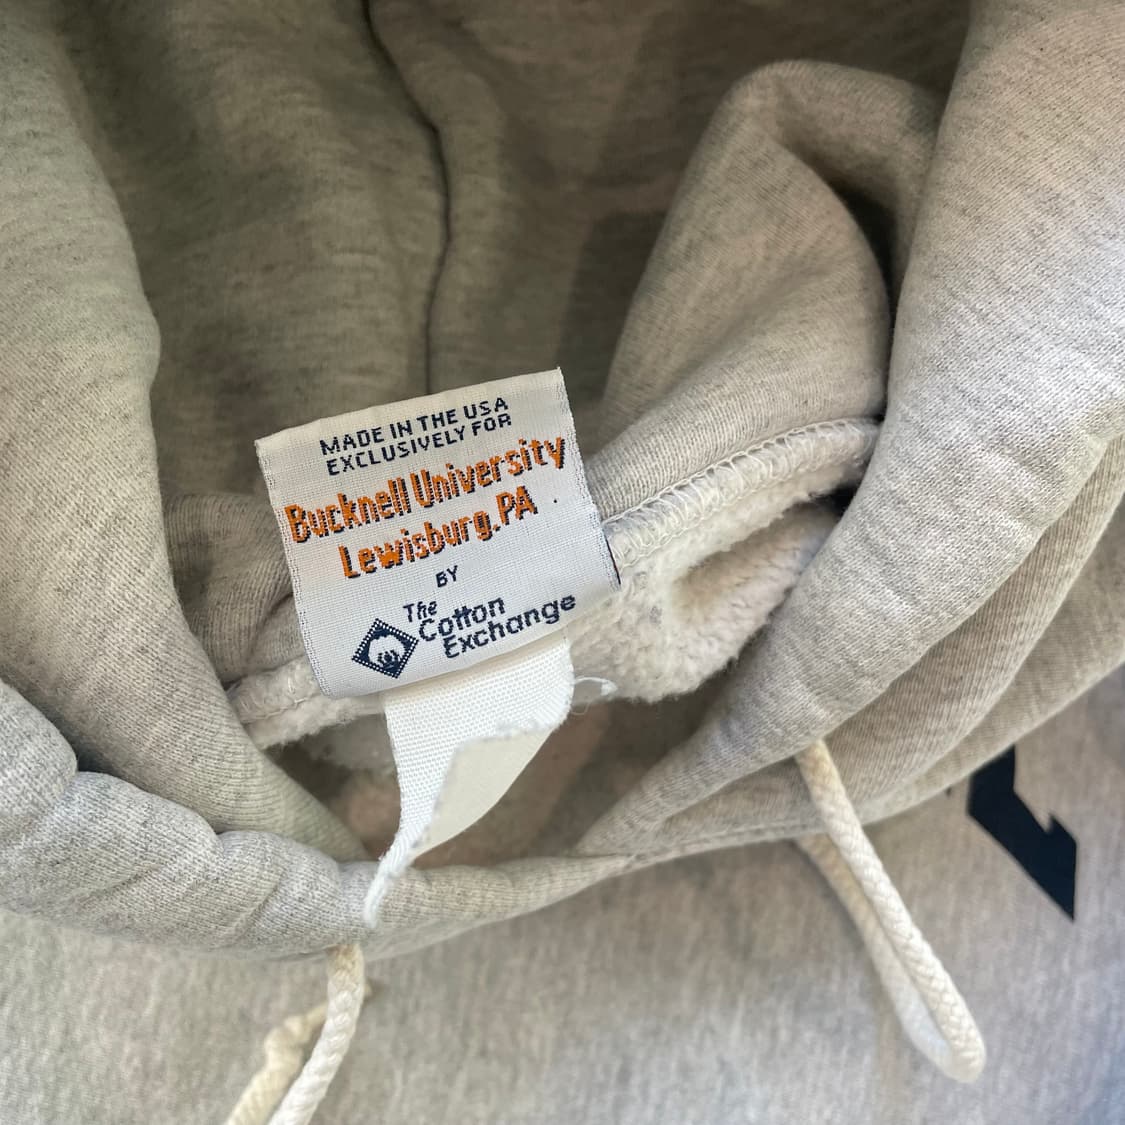 MADE IN THE USA
EXCLUSIVELY FOR
Bucknell University
Lewisburg, PA
BY
The
Cotton
Exchange